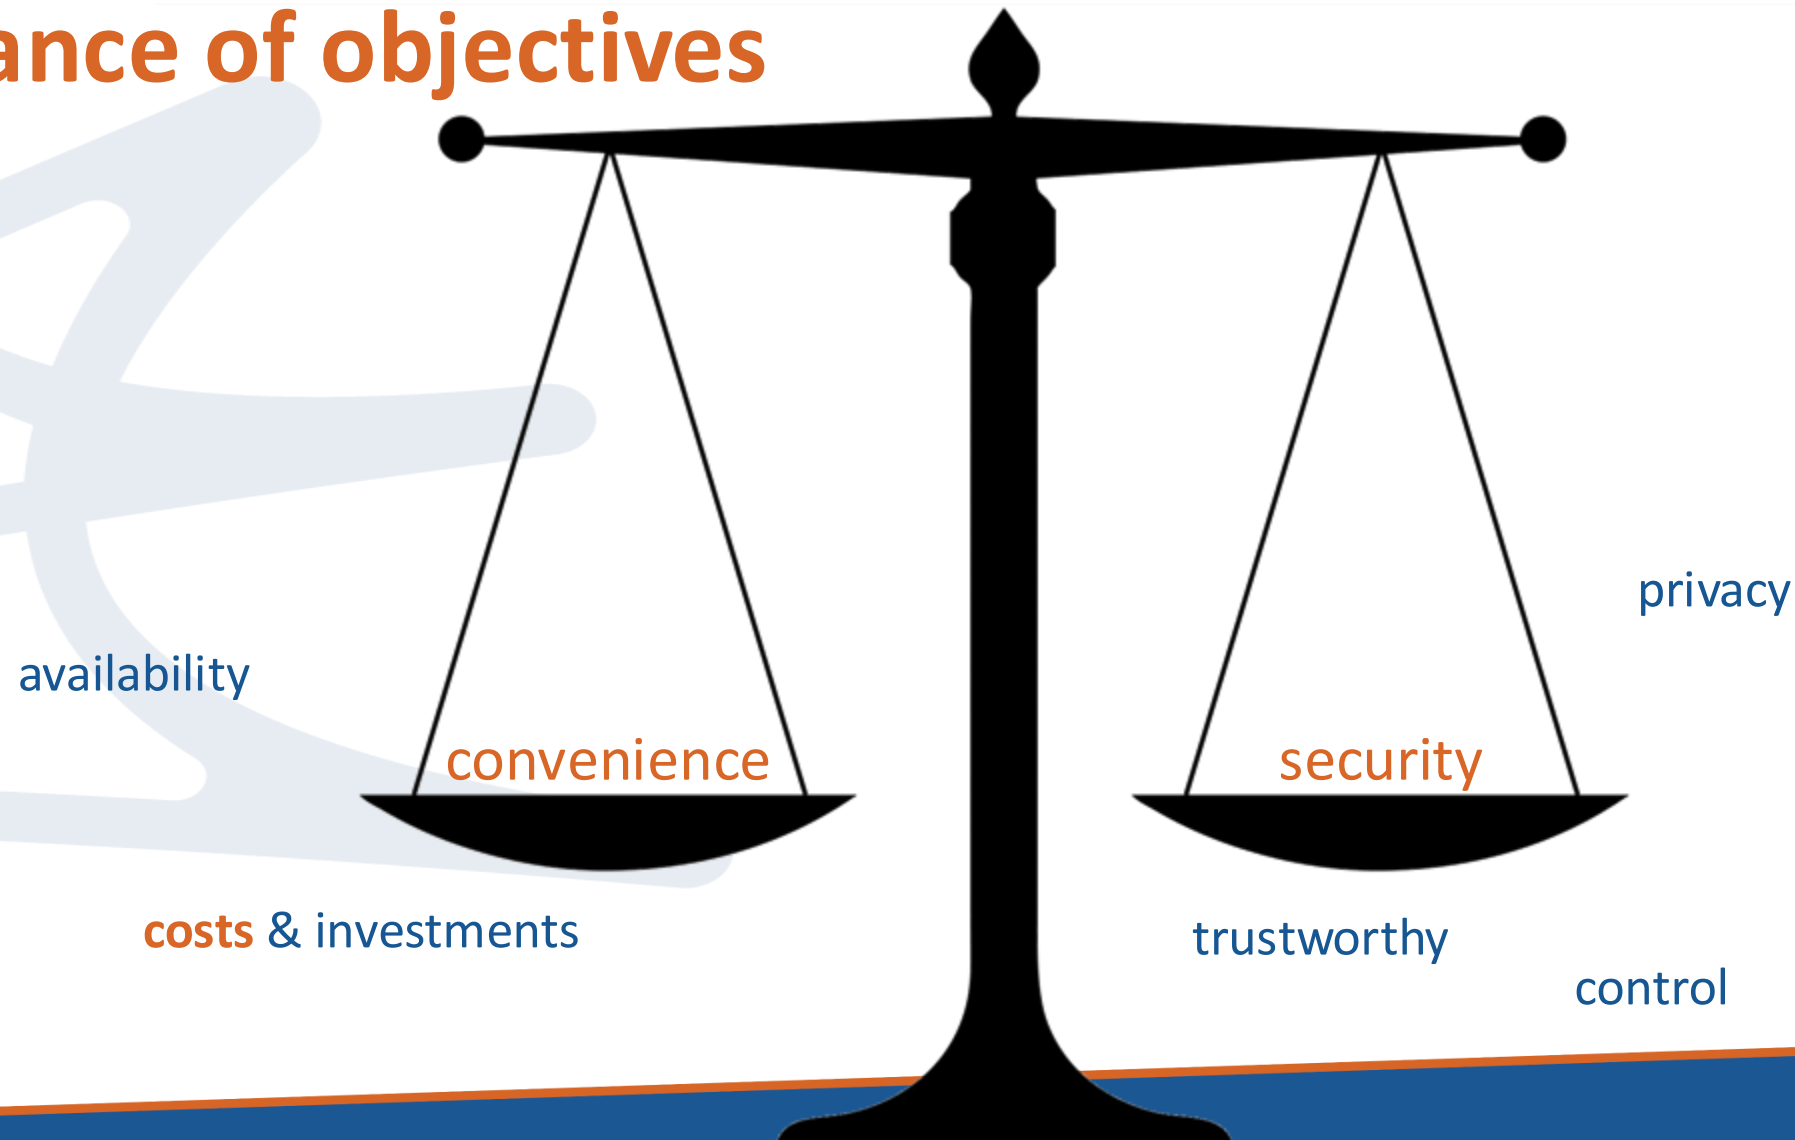 ance of objectives
privacy
availability
convenience
security
costs & investments
trustworthy
control